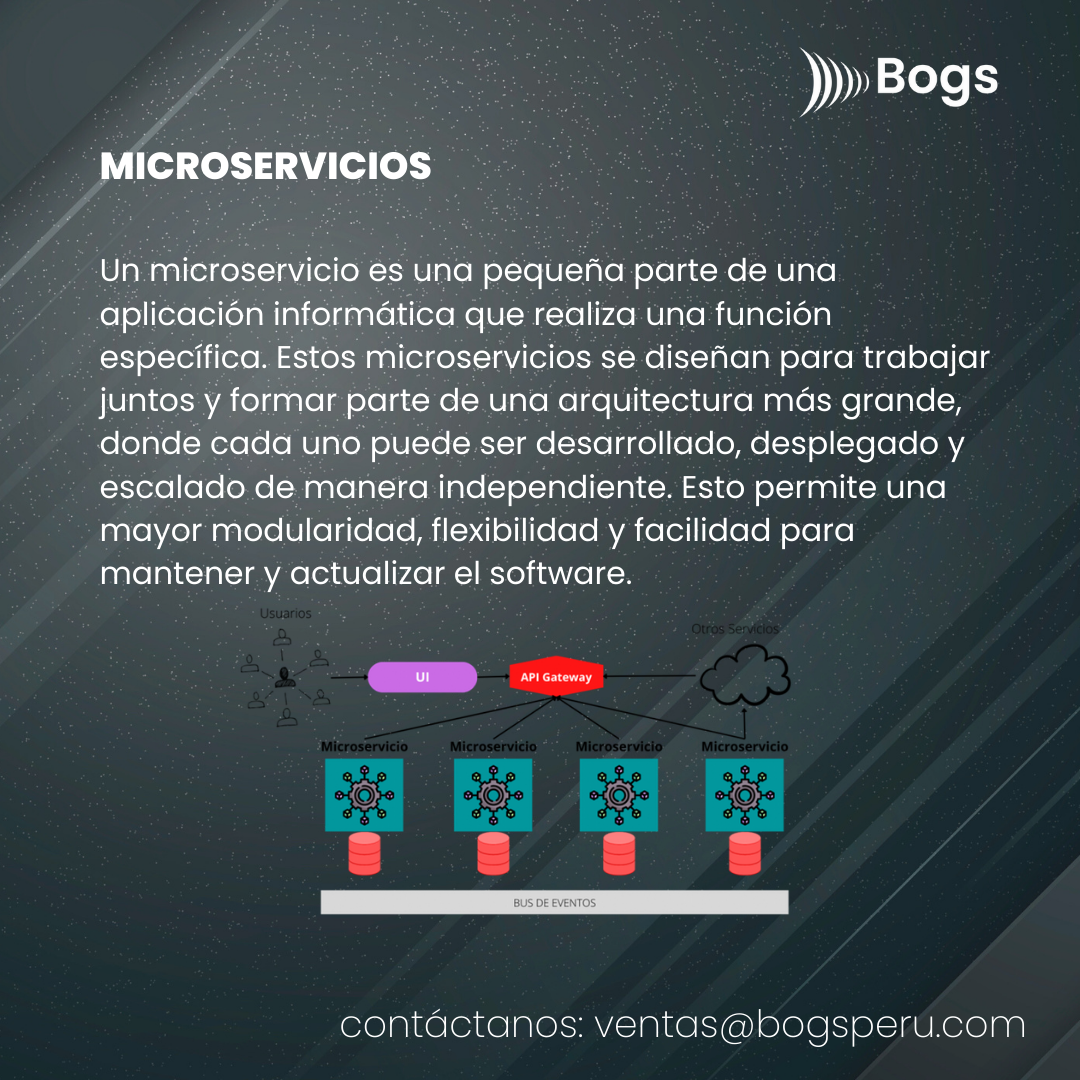 Bogs
MICROSERVICIOS
Un microservicio es una pequeña parte de una
aplicación informática que realiza una función
específica. Estos microservicios se diseñan para trabajar
juntos y formar parte de una arquitectura más grande,
donde cada uno puede ser desarrollado, desplegado y
escalado de manera independiente. Esto permite una
mayor modularidad, flexibilidad y facilidad para
mantener y actualizar el software.
Usuarios
Otros Servicios
UI
API Gateway
Microservicio
Microservicio
Microservicio
Microservicio
BUS DE EVENTOS
contáctanos: ventas@bogsperu.com